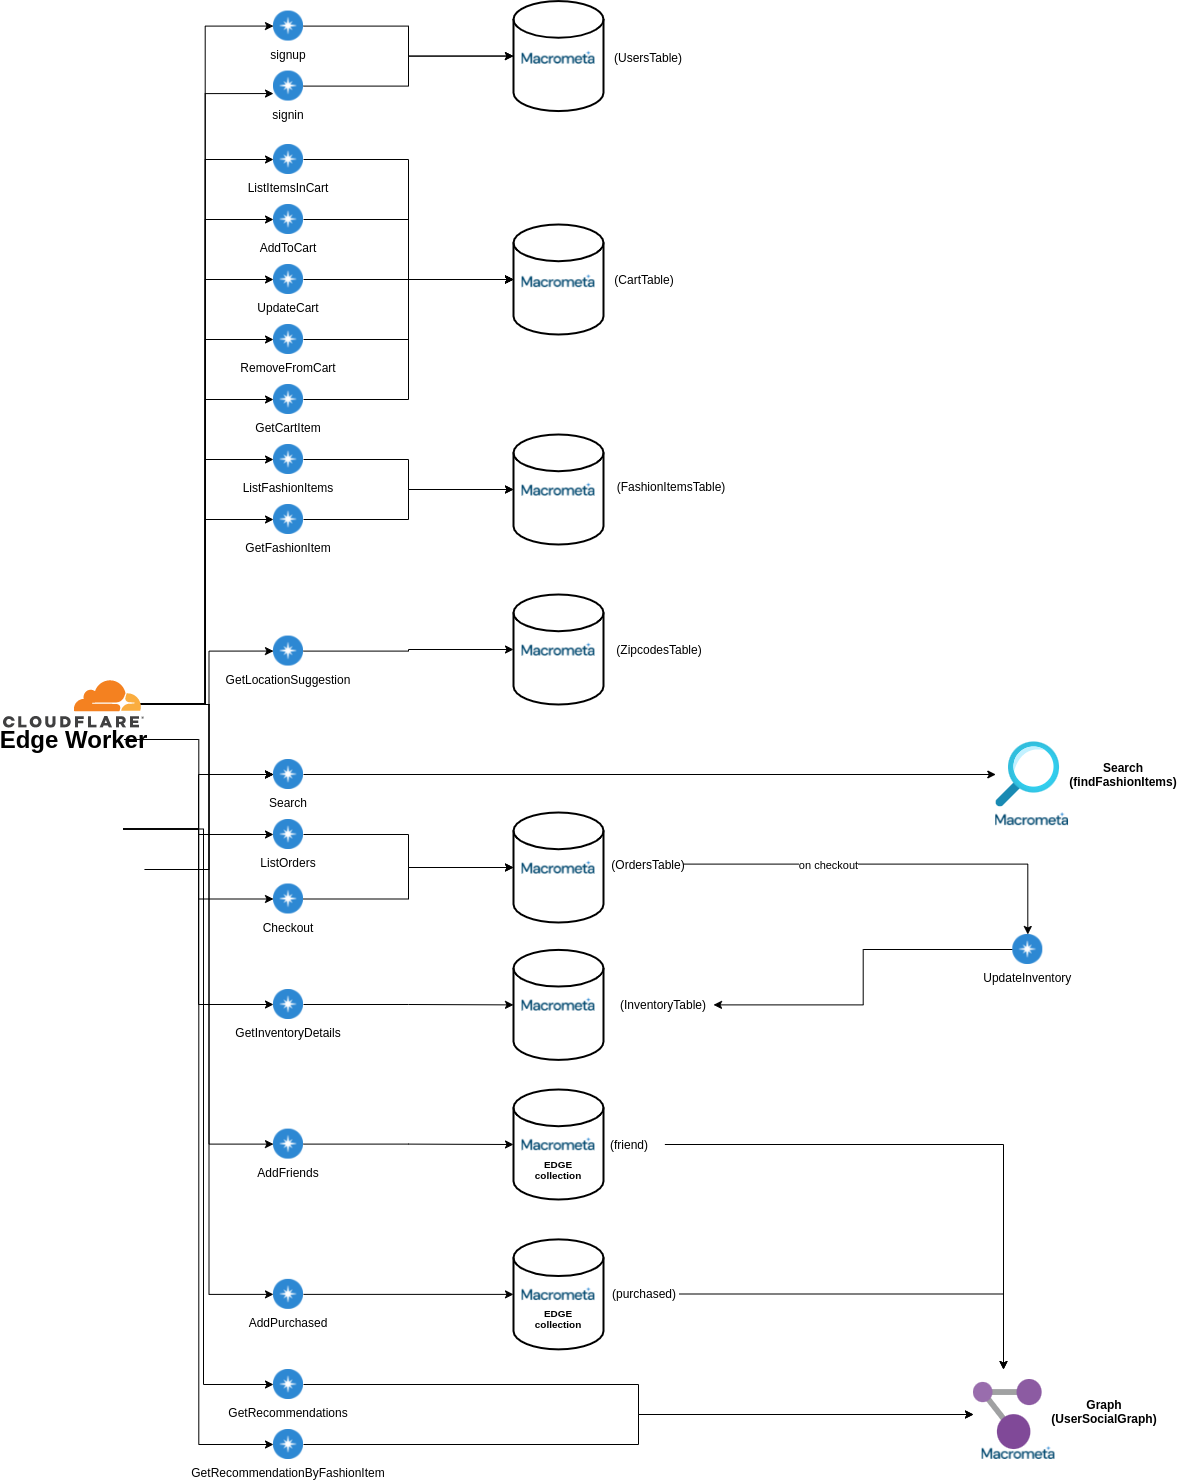 signup
Macrometa
(UsersTable)
signin
ListItemsInCart
AddToCart
Macrometa
(CartTable)
UpdateCart
RemoveFromCart
GetCartItem
ListFashionItems
Macrometa
(FashionItemsTable)
GetFashionItem
Macrometa
(ZipcodesTable)
GetLocationSuggestion
CLOUDFLARE
Edge Worker
Search
Search
(findFashionItems)
Macrometa
ListOrders
Macrometa
(OrdersTable)
on checkout
Checkout
UpdateInventory
Macrometa
(InventoryTable)
GetInventoryDetails
Macrometa
(friend)
EDGE
collection
AddFriends
Macrometa
(purchased)
EDGE
collection
AddPurchased
GetRecommendations
Graph
(UserSocialGraph)
Macrometa
GetRecommendationByFashionItem